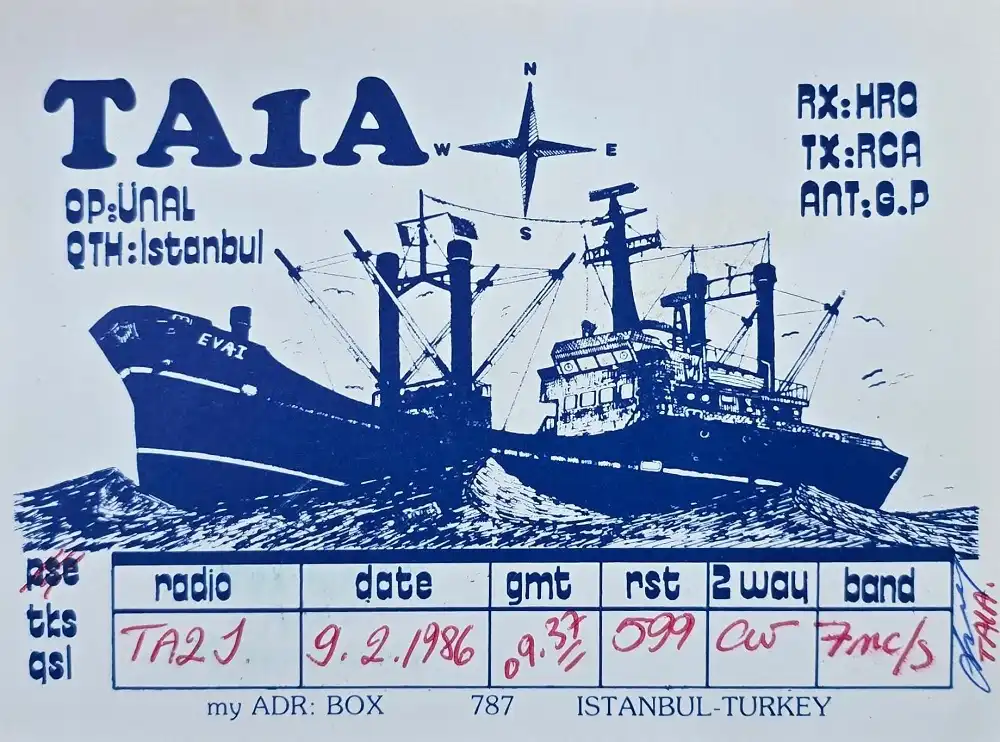 TA1A
N
W E
S
RX:HRO
TX:RCA
ANT:G.P
OP:ÜNAL
QTH:Istanbul
EVAI
pse
tks
qsl
radio date gmt rst 2 way band
TA2J. 9.2.1986 09.37 599 CW 7mc/s
TA1A.
my ADR: BOX 787 ISTANBUL-TURKEY